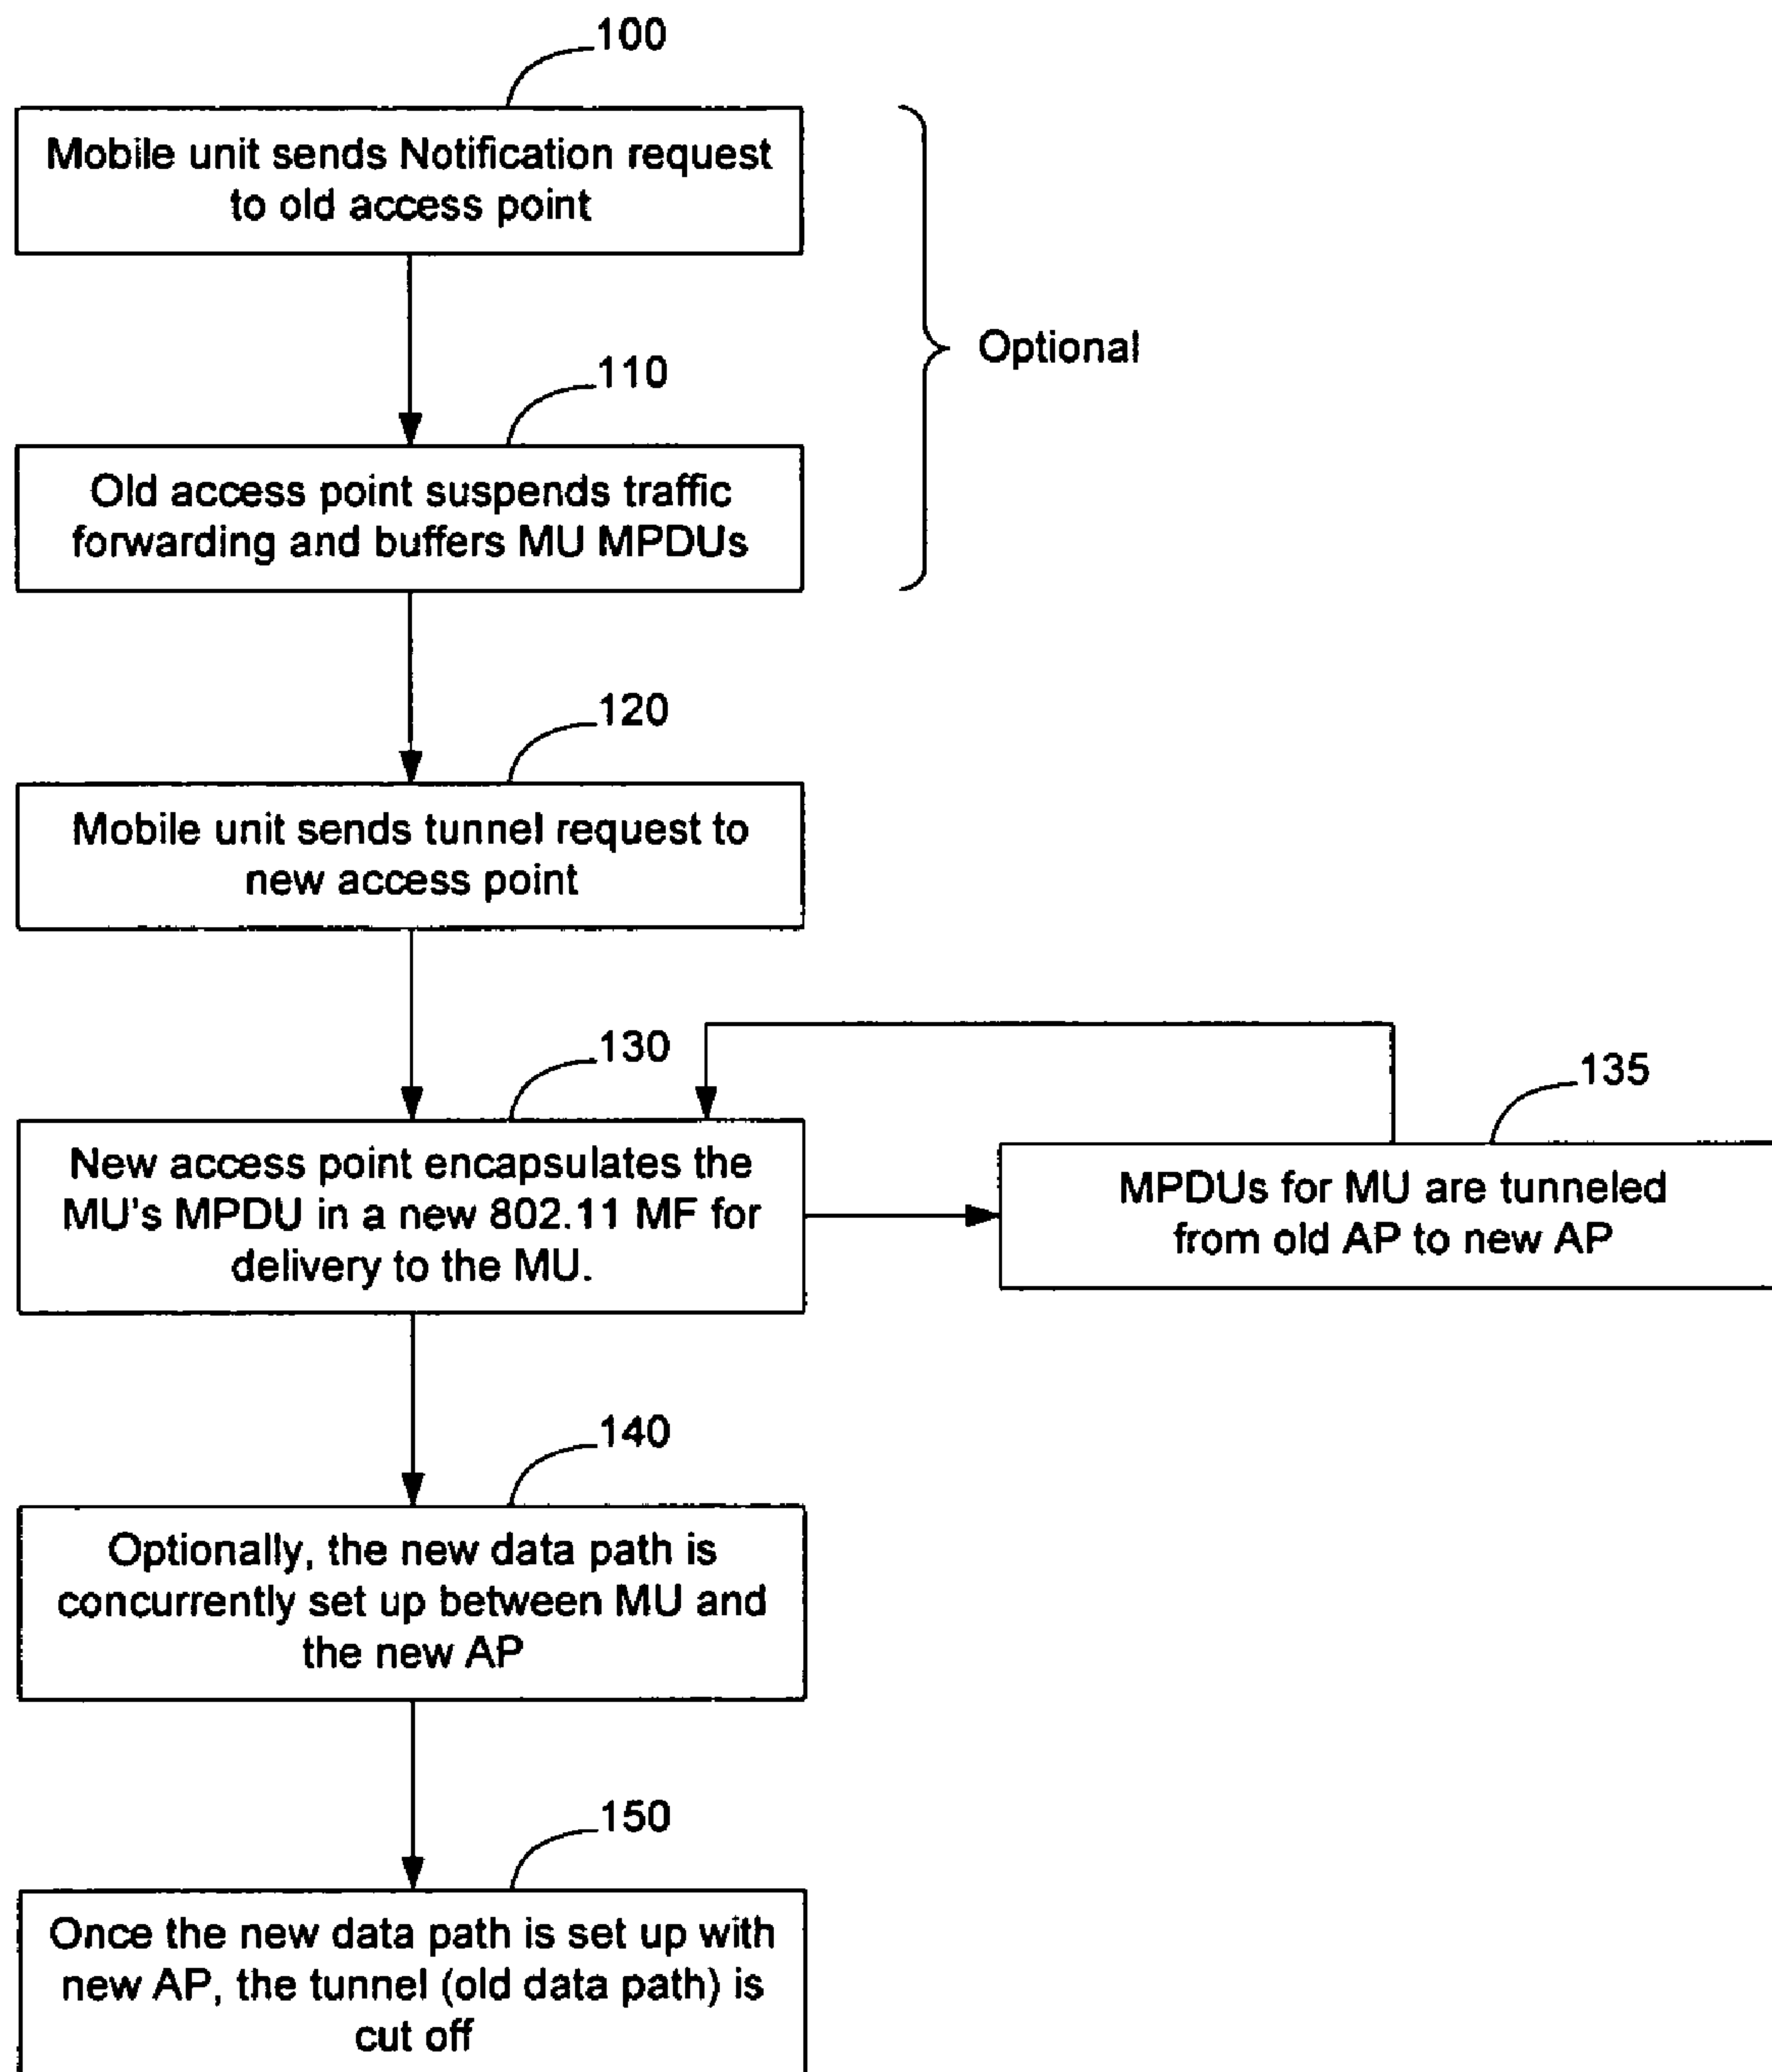 100
Mobile unit sends Notification request
to old access point
Optional
110
Old access point suspends traffic
forwarding and buffers MU MPDUs
120
Mobile unit sends tunnel request to
new access point
130
New access point encapsulates the
MU's MPDU in a new 802.11 MF for
delivery to the MU.
135
MPDUs for MU are tunneled
from old AP to new AP
140
Optionally, the new data path is
concurrently set up between MU and
the new AP
150
Once the new data path is set up with
new AP, the tunnel (old data path) is
cut off